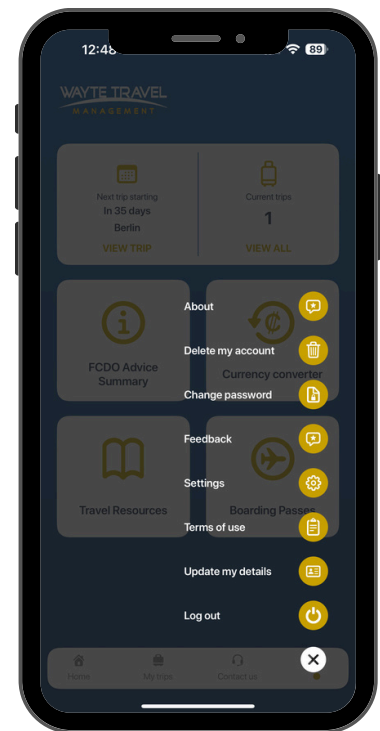 12:48
89
WAYTE TRAVEL
MANAGEMENT
Next trip starting
In 35 days
Berlin
VIEW TRIP
Current trips
1
VIEW ALL
About
Delete my account
FCDO Advice
Summary
Currency converter
Change password
Feedback
Settings
Travel Resources
Boarding Passes
Terms of use
Update my details
Log out
Home
My trips
Contact us